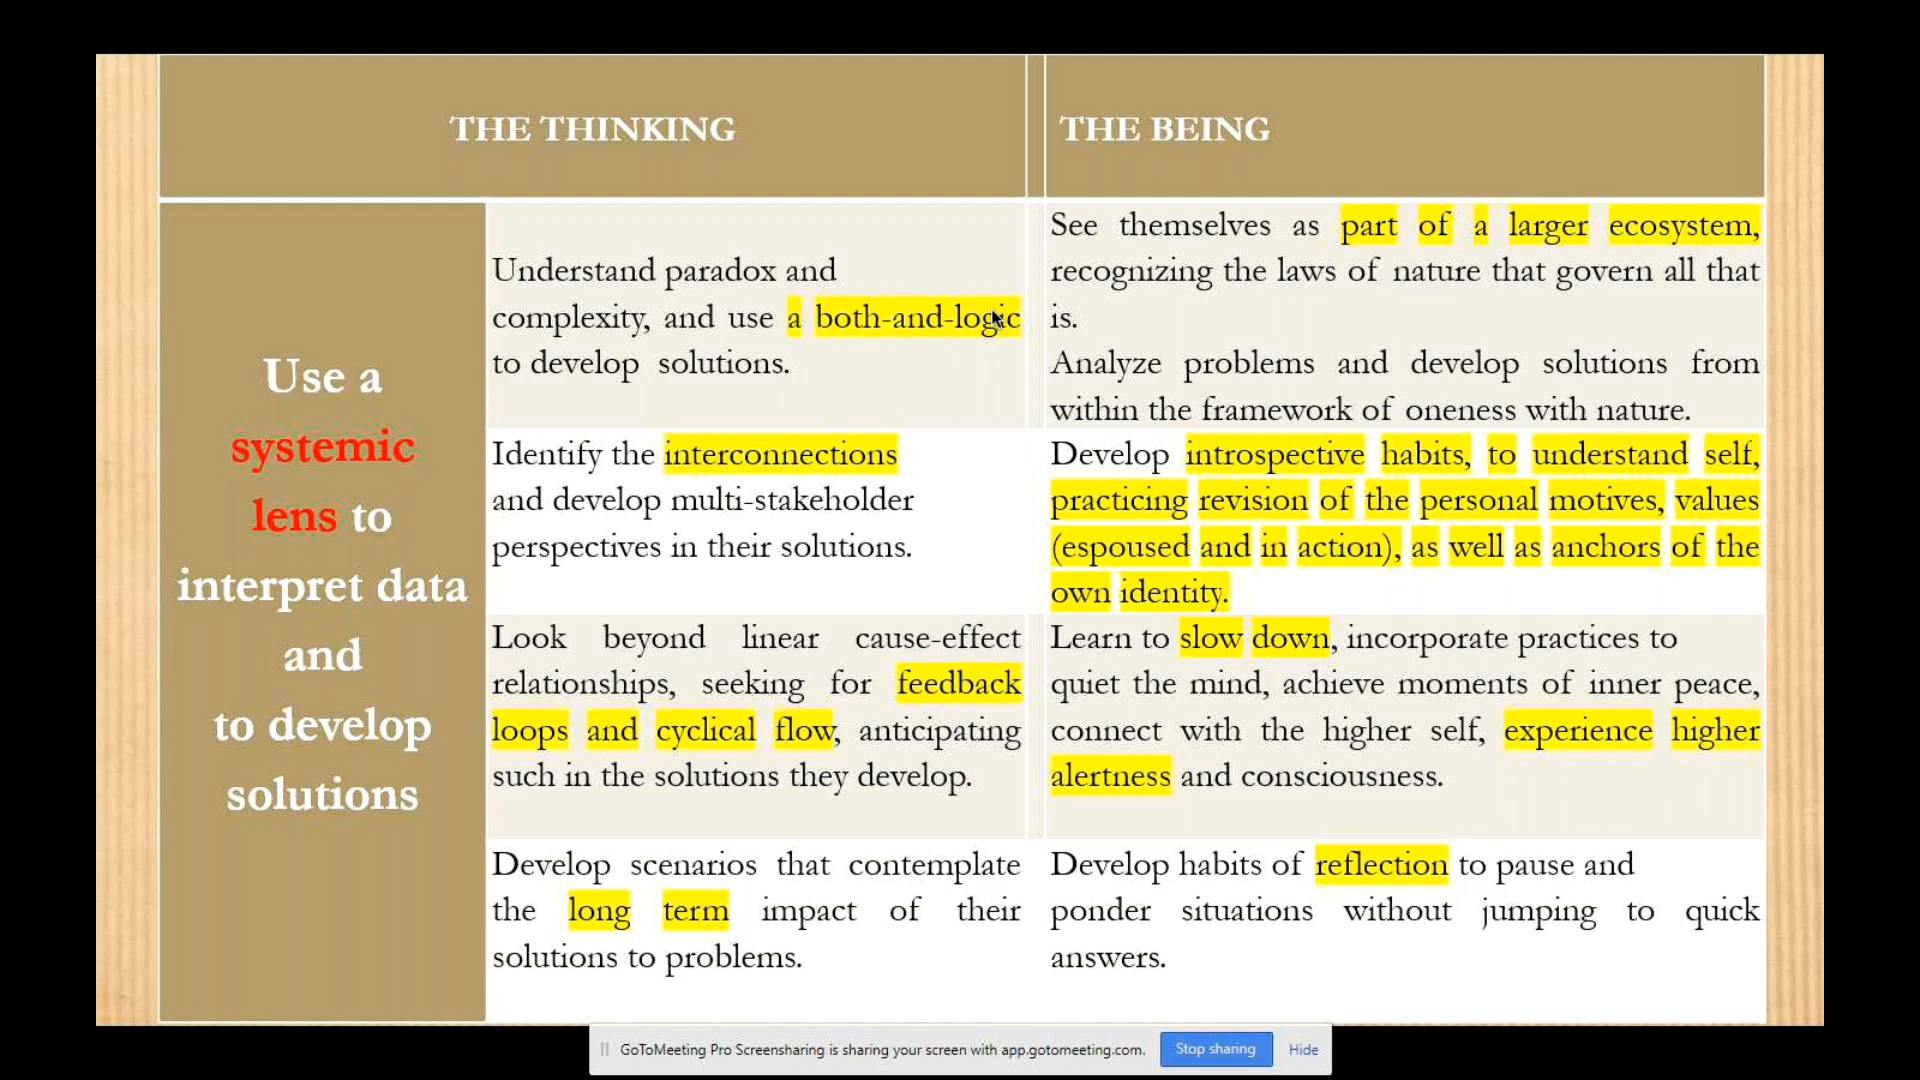 THE THINKING
THE BEING
Use a
systemic
lens to
interpret data
and
to develop
solutions
Understand paradox and
complexity, and use a both-and-logic
to develop solutions.
See themselves as part of a larger ecosystem,
recognizing the laws of nature that govern all that
is.
Analyze problems and develop solutions from
within the framework of oneness with nature.
Identify the interconnections
and develop multi-stakeholder
perspectives in their solutions.
Develop introspective habits, to understand self,
practicing revision of the personal motives, values
(espoused and in action), as well as anchors of the
own identity.
Look beyond linear cause-effect
relationships, seeking for feedback
loops and cyclical flow, anticipating
such in the solutions they develop.
Learn to slow down, incorporate practices to
quiet the mind, achieve moments of inner peace,
connect with the higher self, experience higher
alertness and consciousness.
Develop scenarios that contemplate
the long term impact of their
solutions to problems.
Develop habits of reflection to pause and
ponder situations without jumping to quick
answers.
GoToMeeting Pro Screensharing is sharing your screen with app.gotomeeting.com.
Stop sharing
Hide